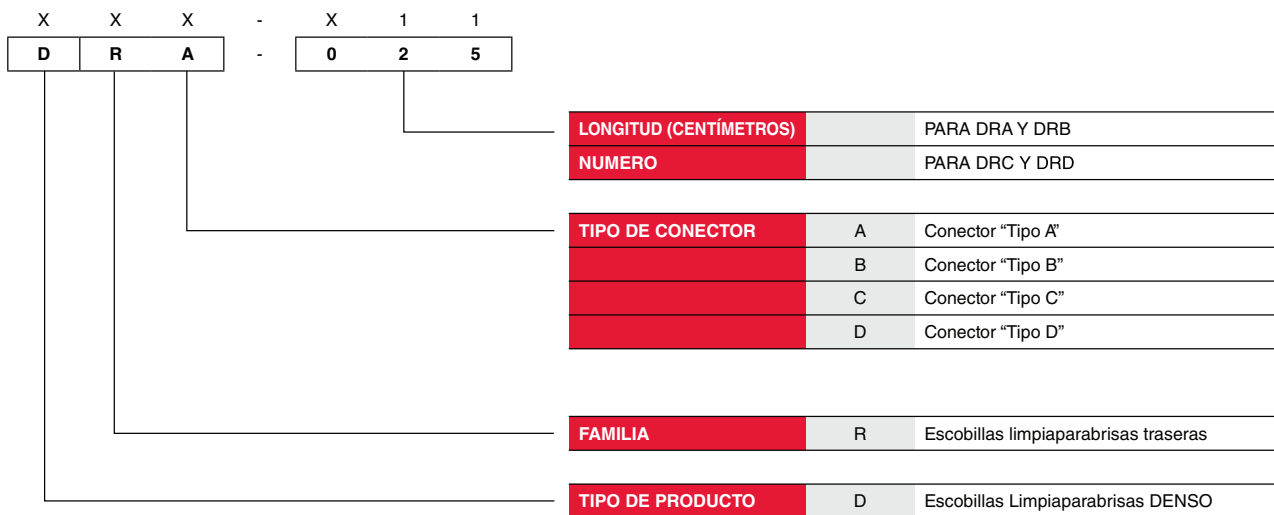 X X X - X 1 1
D R A - 0 2 5
LONGITUD (CENTÍMETROS) PARA DRA Y DRB
NUMERO PARA DRC Y DRD
TIPO DE CONECTOR A Conector “Tipo A”
B Conector “Tipo B”
C Conector “Tipo C”
D Conector “Tipo D”
FAMILIA R Escobillas limpiaparabrisas traseras
TIPO DE PRODUCTO D Escobillas Limpiaparabrisas DENSO